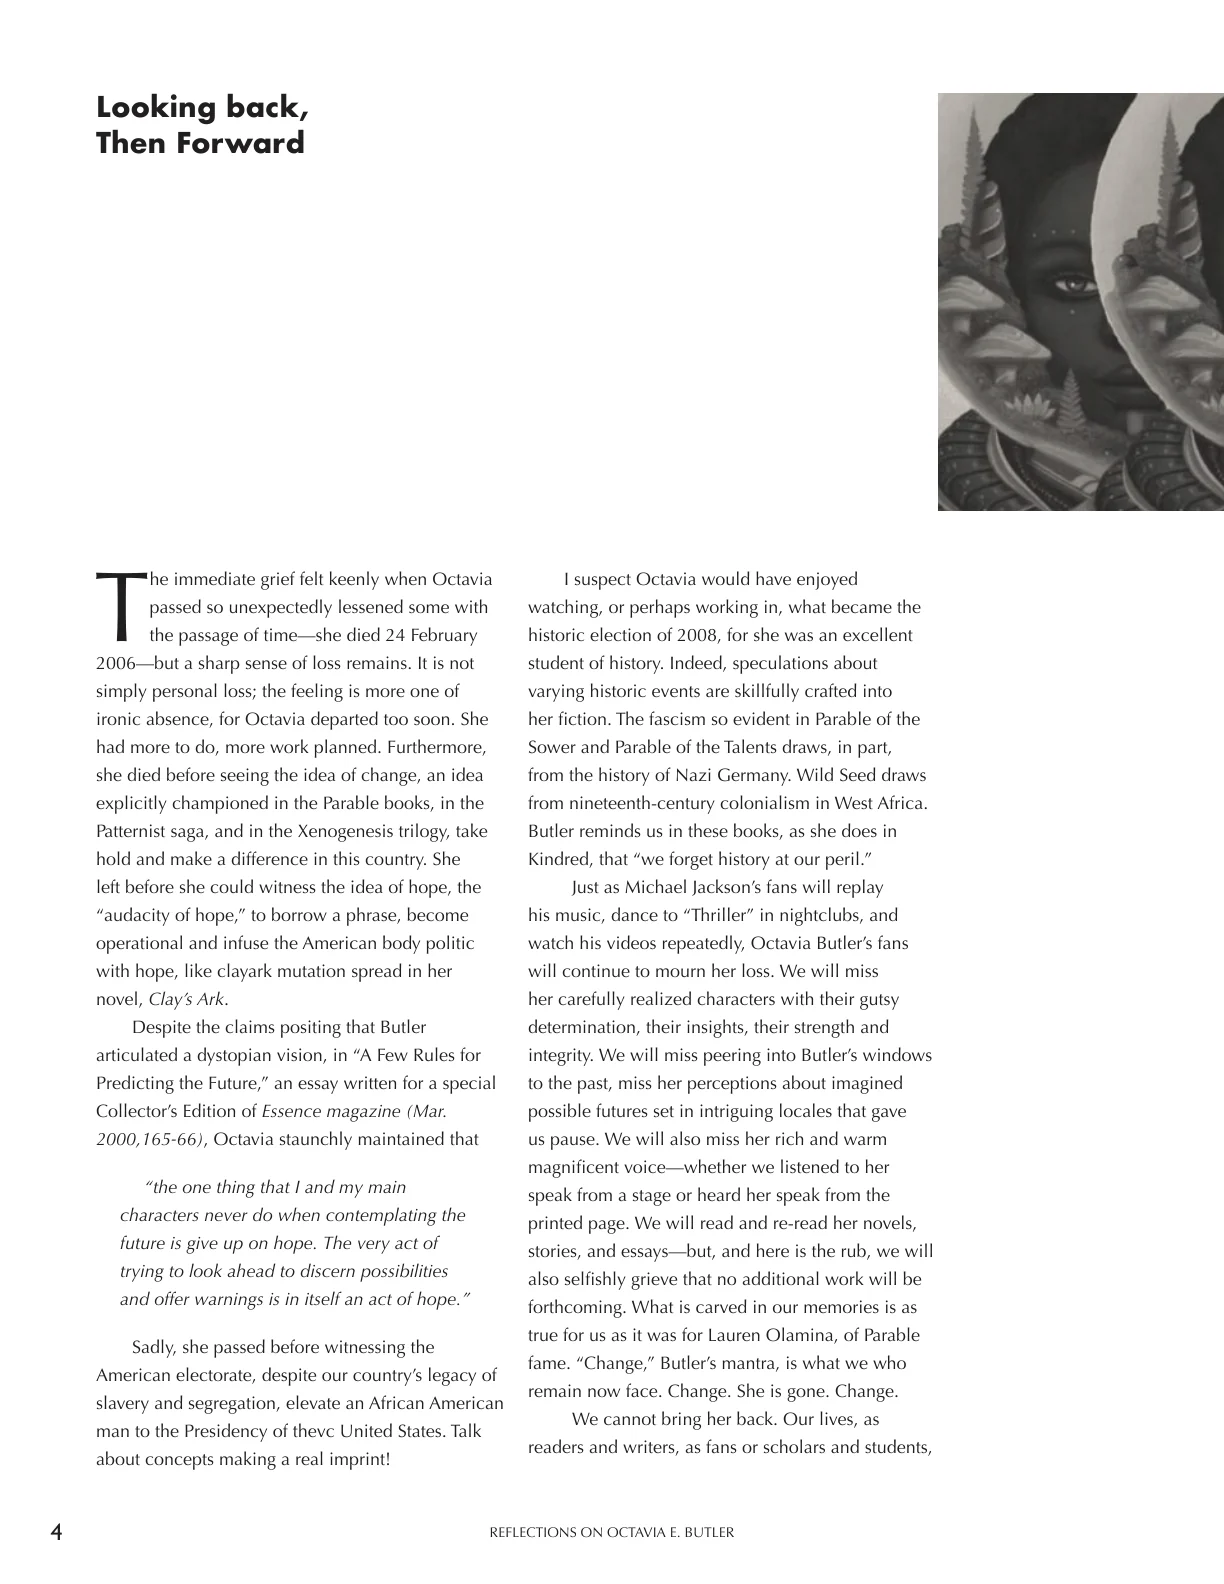 Looking back,
Then Forward
The immediate grief felt keenly when Octavia
passed so unexpectedly lessened some with
the passage of time—she died 24 February
2006—but a sharp sense of loss remains. It is not
simply personal loss; the feeling is more one of
ironic absence, for Octavia departed too soon. She
had more to do, more work planned. Furthermore,
she died before seeing the idea of change, an idea
explicitly championed in the Parable books, in the
Patternist saga, and in the Xenogenesis trilogy, take
hold and make a difference in this country. She
left before she could witness the idea of hope, the
“audacity of hope,” to borrow a phrase, become
operational and infuse the American body politic
with hope, like clayark mutation spread in her
novel, Clay’s Ark.
Despite the claims positing that Butler
articulated a dystopian vision, in “A Few Rules for
Predicting the Future,” an essay written for a special
Collector’s Edition of Essence magazine (Mar.
2000,165-66), Octavia staunchly maintained that
“the one thing that I and my main
characters never do when contemplating the
future is give up on hope. The very act of
trying to look ahead to discern possibilities
and offer warnings is in itself an act of hope.”
Sadly, she passed before witnessing the
American electorate, despite our country’s legacy of
slavery and segregation, elevate an African American
man to the Presidency of thevc United States. Talk
about concepts making a real imprint!
I suspect Octavia would have enjoyed
watching, or perhaps working in, what became the
historic election of 2008, for she was an excellent
student of history. Indeed, speculations about
varying historic events are skillfully crafted into
her fiction. The fascism so evident in Parable of the
Sower and Parable of the Talents draws, in part,
from the history of Nazi Germany. Wild Seed draws
from nineteenth-century colonialism in West Africa.
Butler reminds us in these books, as she does in
Kindred, that “we forget history at our peril.”
Just as Michael Jackson’s fans will replay
his music, dance to “Thriller” in nightclubs, and
watch his videos repeatedly, Octavia Butler’s fans
will continue to mourn her loss. We will miss
her carefully realized characters with their gutsy
determination, their insights, their strength and
integrity. We will miss peering into Butler’s windows
to the past, miss her perceptions about imagined
possible futures set in intriguing locales that gave
us pause. We will also miss her rich and warm
magnificent voice—whether we listened to her
speak from a stage or heard her speak from the
printed page. We will read and re-read her novels,
stories, and essays—but, and here is the rub, we will
also selfishly grieve that no additional work will be
forthcoming. What is carved in our memories is as
true for us as it was for Lauren Olamina, of Parable
fame. “Change,” Butler’s mantra, is what we who
remain now face. Change. She is gone. Change.
We cannot bring her back. Our lives, as
readers and writers, as fans or scholars and students,
4
REFLECTIONS ON OCTAVIA E. BUTLER